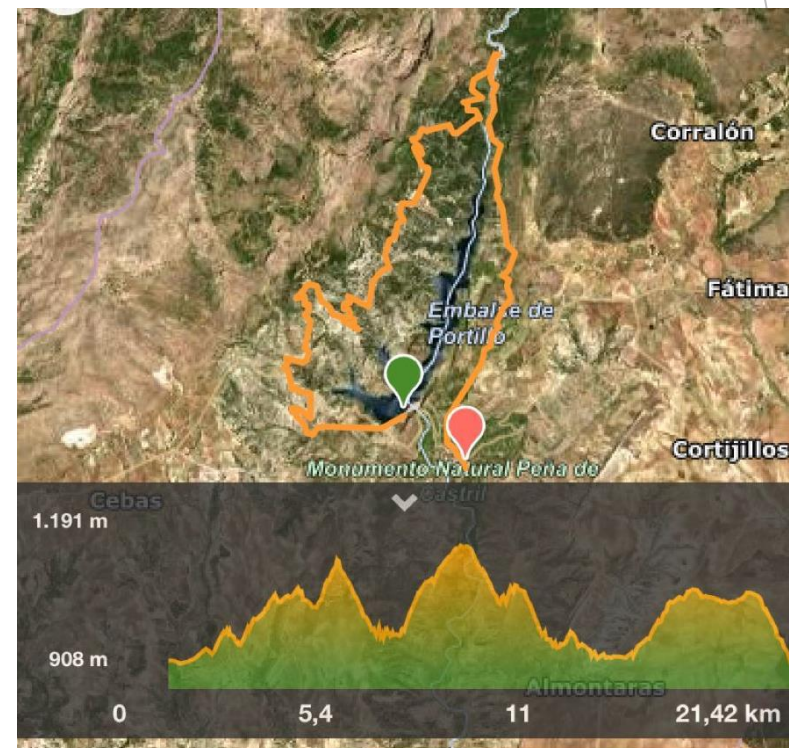 Corralón
Fátima
Embalse de
Portillo
Cortijillos
Monumento Natural Peña de
Castril
Cebas
1.191 m
908 m
Almontaras
0
5,4
11
21,42 km